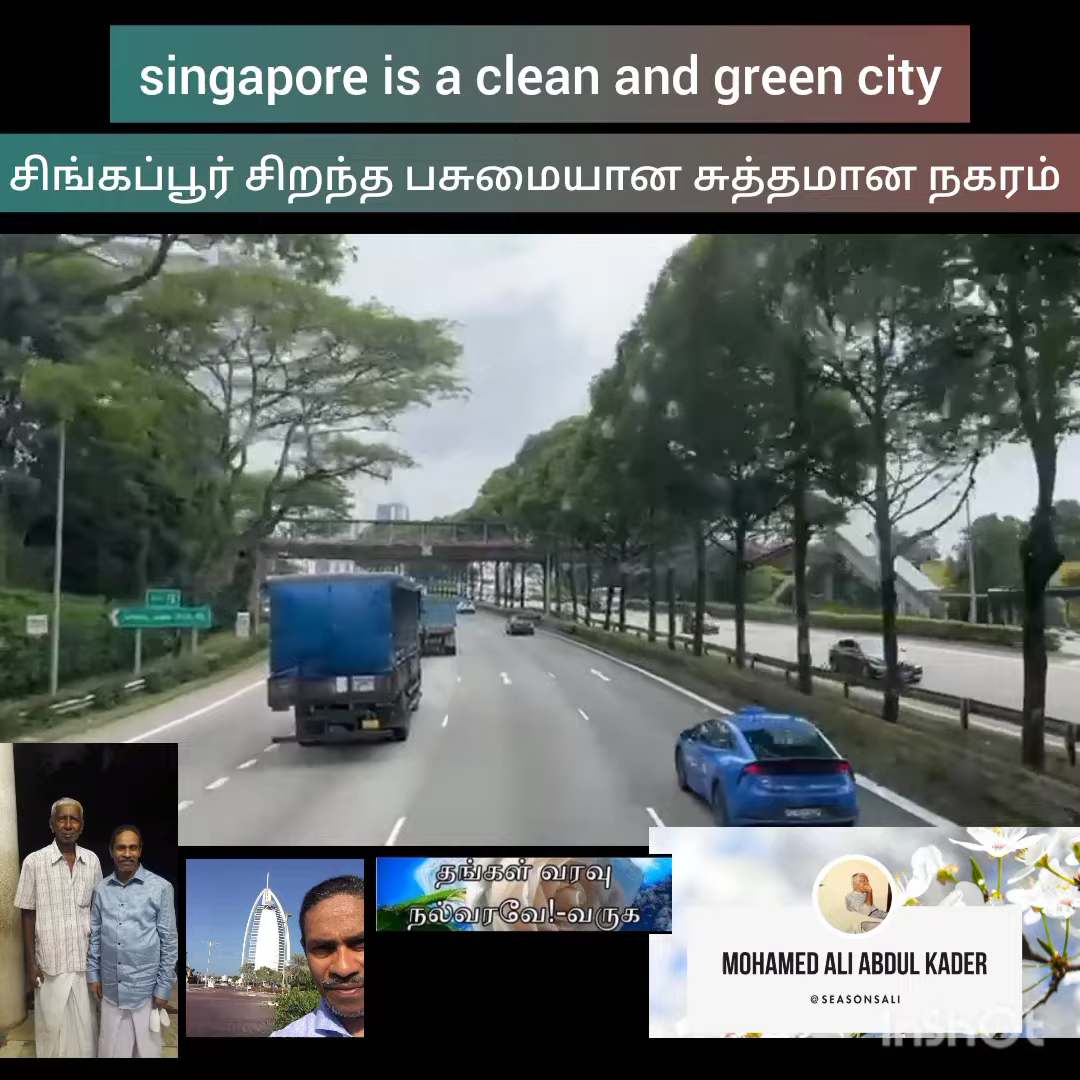 singapore is a clean and green city
சிங்கப்பூர் சிறந்த பசுமையான சுத்தமான நகரம்
தங்கள் வரவு
நல்வரவே!-வருக
MOHAMED ALI ABDUL KADER
@SEASONSALI
InShot